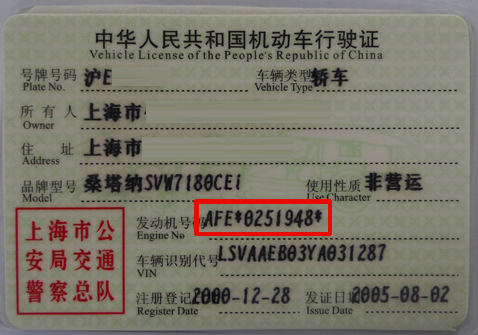 中华人民共和国机动车行驶证
Vehicle License of the People's Republic of China
号牌号码 沪E 车辆类型 轿车
Plate No. Vehicle Type
所有人 上海市
Owner
住址 上海市
Address
品牌型号 桑塔纳SVW7180CEi 使用性质 非营运
Model Use Character
上海市公安局交通警察总队
发动机号码 AFE*0251948*
Engine No
车辆识别代号 LSVAAEB03YA031287
VIN
注册登记日期 2000-12-28 发证日期 2005-08-02
Register Date Issue Date